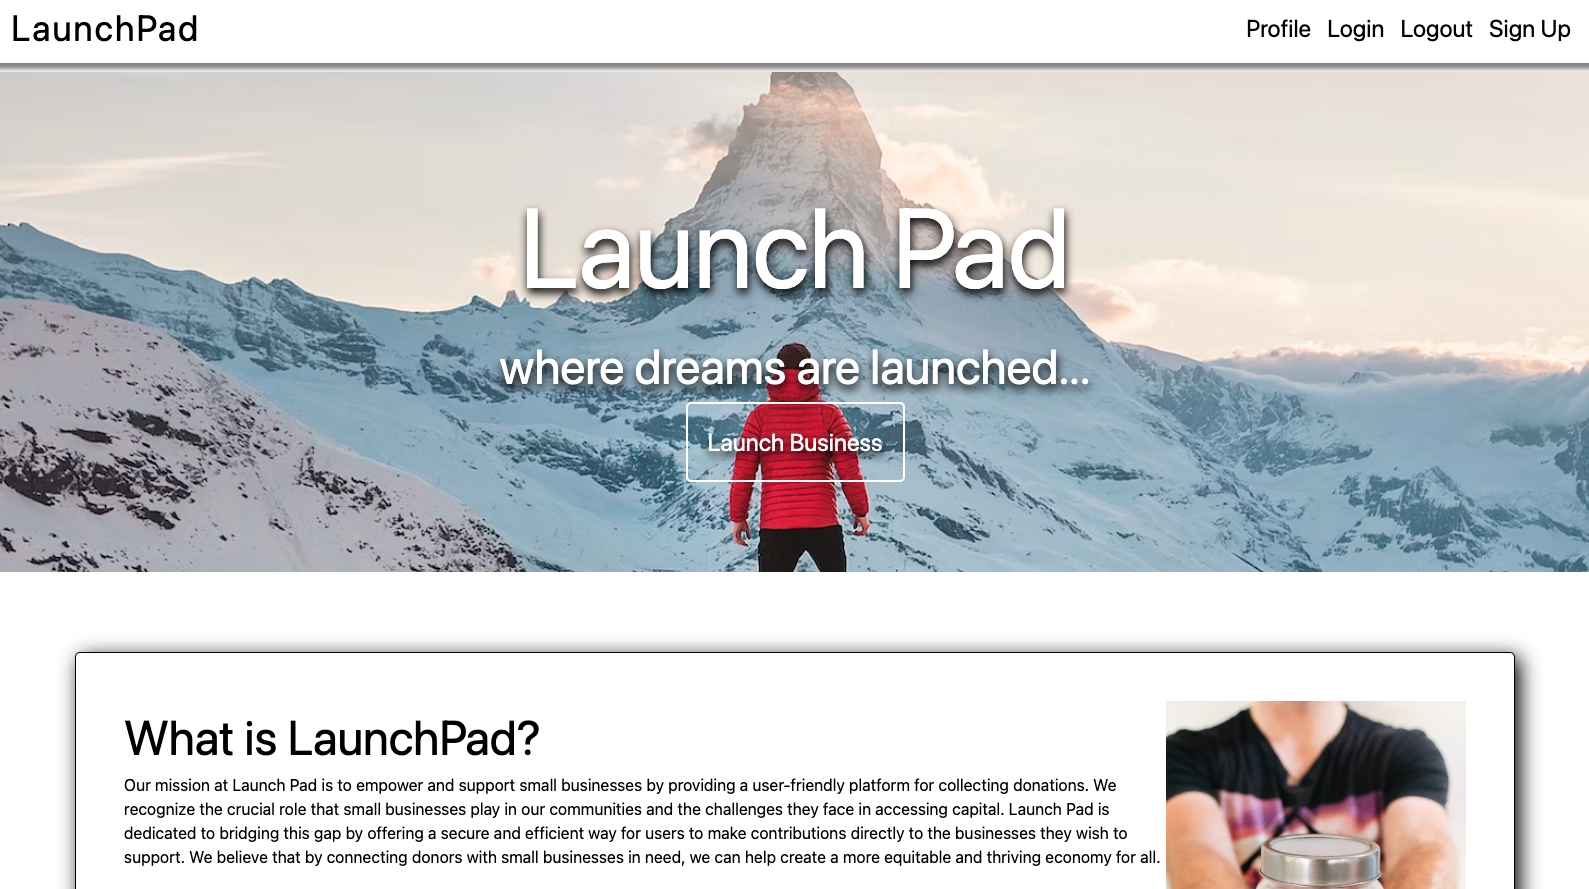 LaunchPad
Profile Login Logout Sign Up
Launch Pad
where dreams are launched...
Launch Business
What is LaunchPad?
Our mission at Launch Pad is to empower and support small businesses by providing a user-friendly platform for collecting donations. We
recognize the crucial role that small businesses play in our communities and the challenges they face in accessing capital. Launch Pad is
dedicated to bridging this gap by offering a secure and efficient way for users to make contributions directly to the businesses they wish to
support. We believe that by connecting donors with small businesses in need, we can help create a more equitable and thriving economy for all.